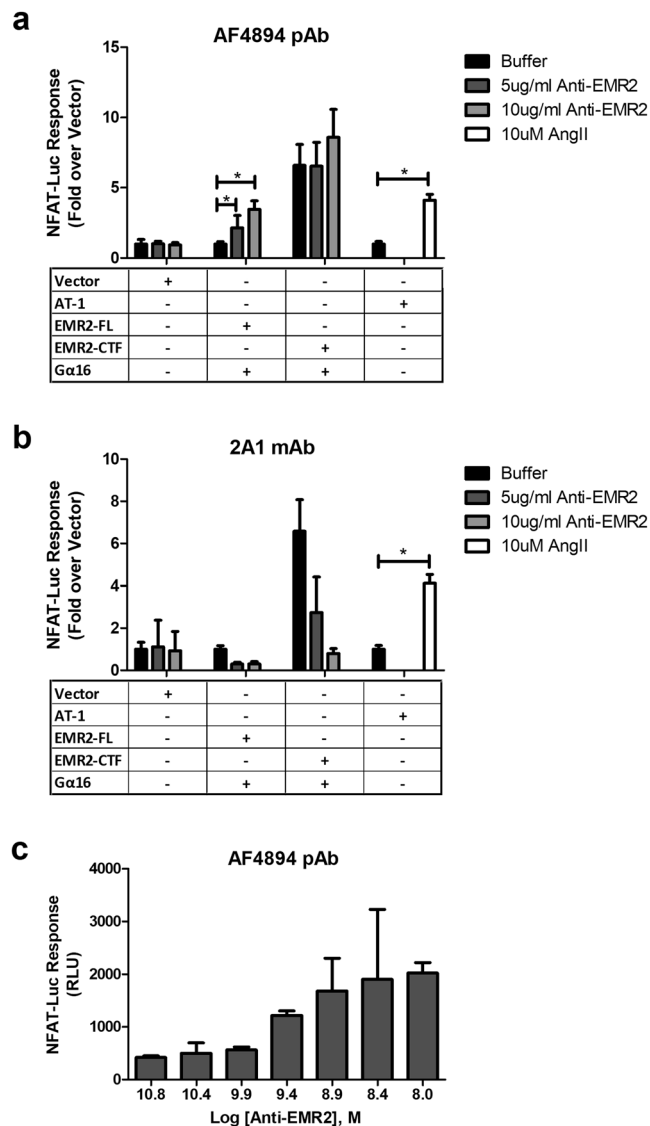 a
AF4894 pAb
NFAT-Luc Response
(Fold over Vector)
15
10
5
0
*
*
*
Buffer
5ug/ml Anti-EMR2
10ug/ml Anti-EMR2
10uM AngII
Vector + - - -
AT-1 - - - +
EMR2-FL - + - -
EMR2-CTF - - + -
Gα16 - + + -
b
2A1 mAb
NFAT-Luc Response
(Fold over Vector)
10
8
6
4
2
0
*
Buffer
5ug/ml Anti-EMR2
10ug/ml Anti-EMR2
10uM AngII
Vector + - - -
AT-1 - - - +
EMR2-FL - + - -
EMR2-CTF - - + -
Gα16 - + + -
c
AF4894 pAb
NFAT-Luc Response
(RLU)
4000
3000
2000
1000
0
10.8 10.4 9.9 9.4 8.9 8.4 8.0
Log [Anti-EMR2], M